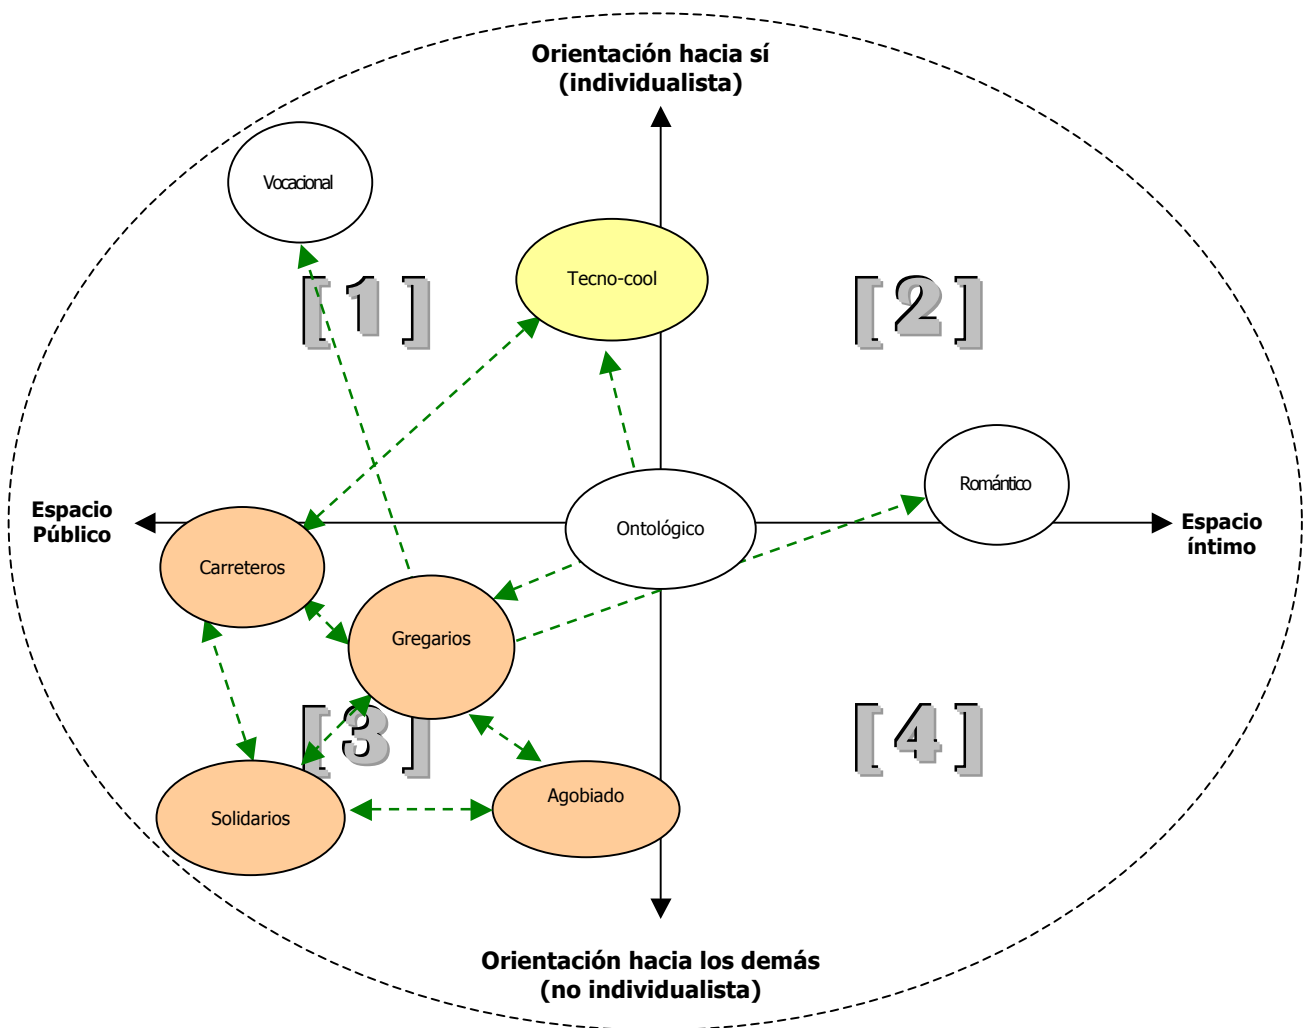 Orientación hacia sí
(individualista)
Vocacional
Tecno-cool
[1]
[2]
Romántico
Espacio
Público
Ontológico
Espacio
íntimo
Carreteros
Gregarios
[3]
[4]
Agobiado
Solidarios
Orientación hacia los demás
(no individualista)